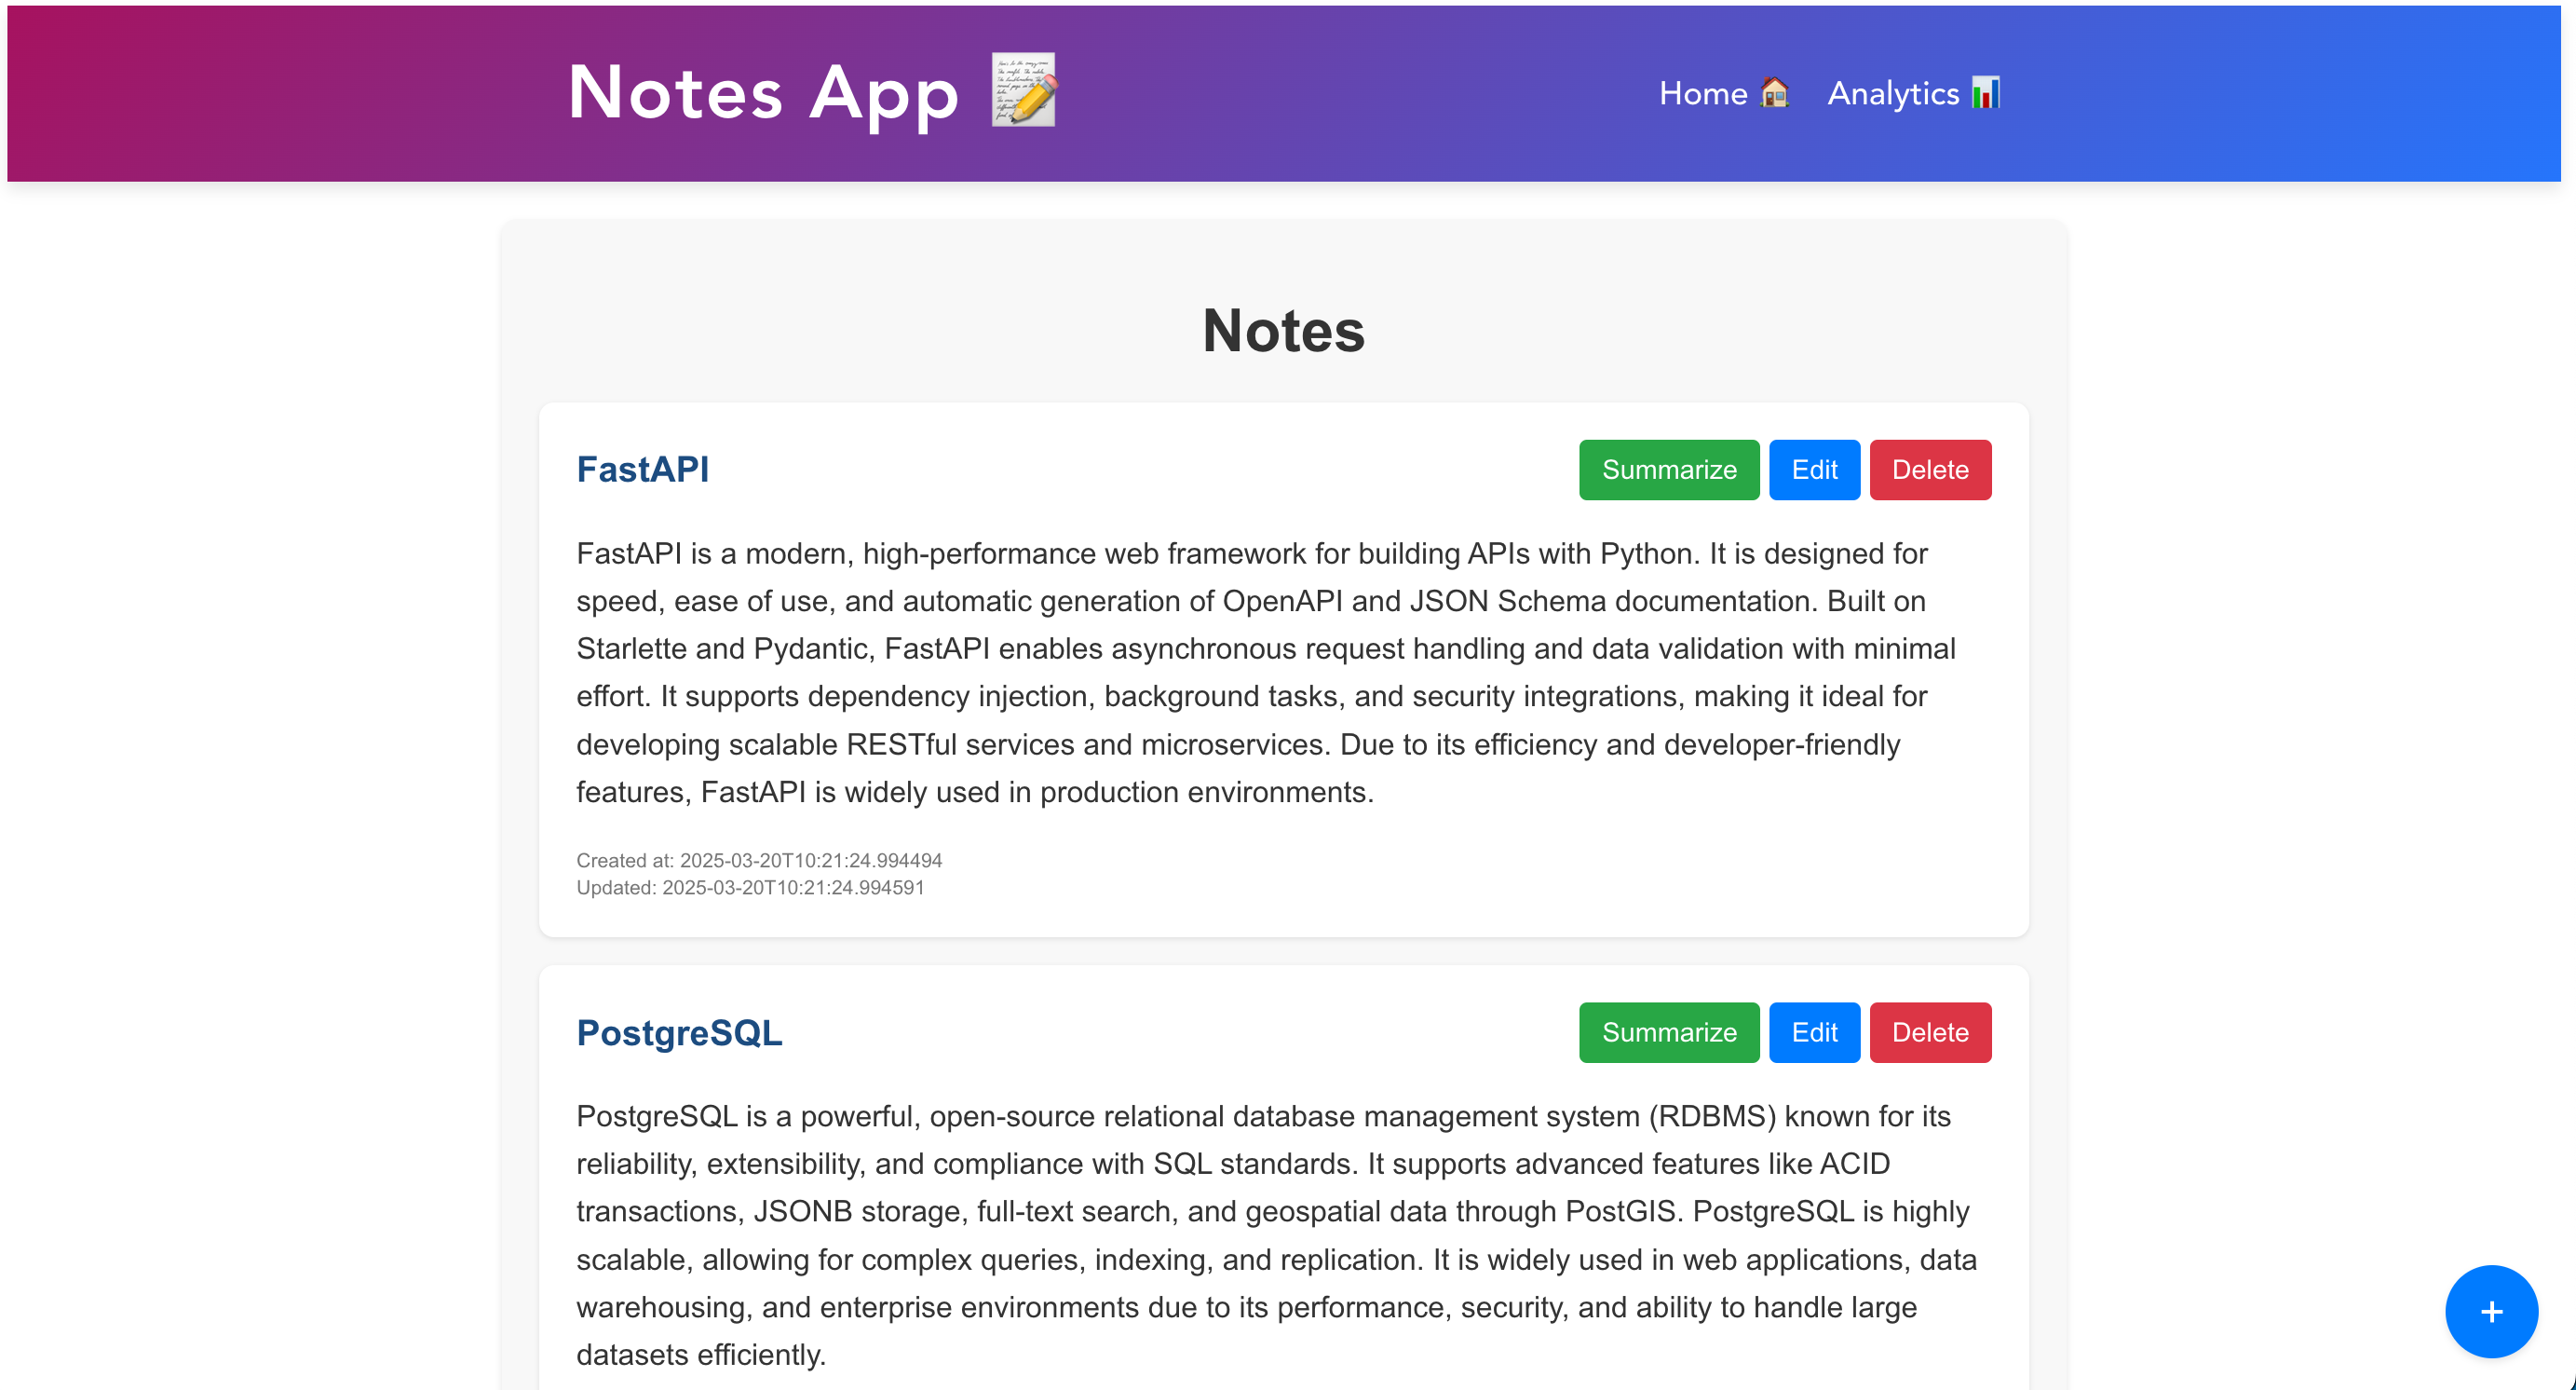 Notes App 📝
Home 🏠 Analytics 📊
Notes
FastAPI
Summarize Edit Delete
FastAPI is a modern, high-performance web framework for building APIs with Python. It is designed for
speed, ease of use, and automatic generation of OpenAPI and JSON Schema documentation. Built on
Starlette and Pydantic, FastAPI enables asynchronous request handling and data validation with minimal
effort. It supports dependency injection, background tasks, and security integrations, making it ideal for
developing scalable RESTful services and microservices. Due to its efficiency and developer-friendly
features, FastAPI is widely used in production environments.
Created at: 2025-03-20T10:21:24.994494
Updated: 2025-03-20T10:21:24.994591
PostgreSQL
Summarize Edit Delete
PostgreSQL is a powerful, open-source relational database management system (RDBMS) known for its
reliability, extensibility, and compliance with SQL standards. It supports advanced features like ACID
transactions, JSONB storage, full-text search, and geospatial data through PostGIS. PostgreSQL is highly
scalable, allowing for complex queries, indexing, and replication. It is widely used in web applications, data
warehousing, and enterprise environments due to its performance, security, and ability to handle large
datasets efficiently.
+